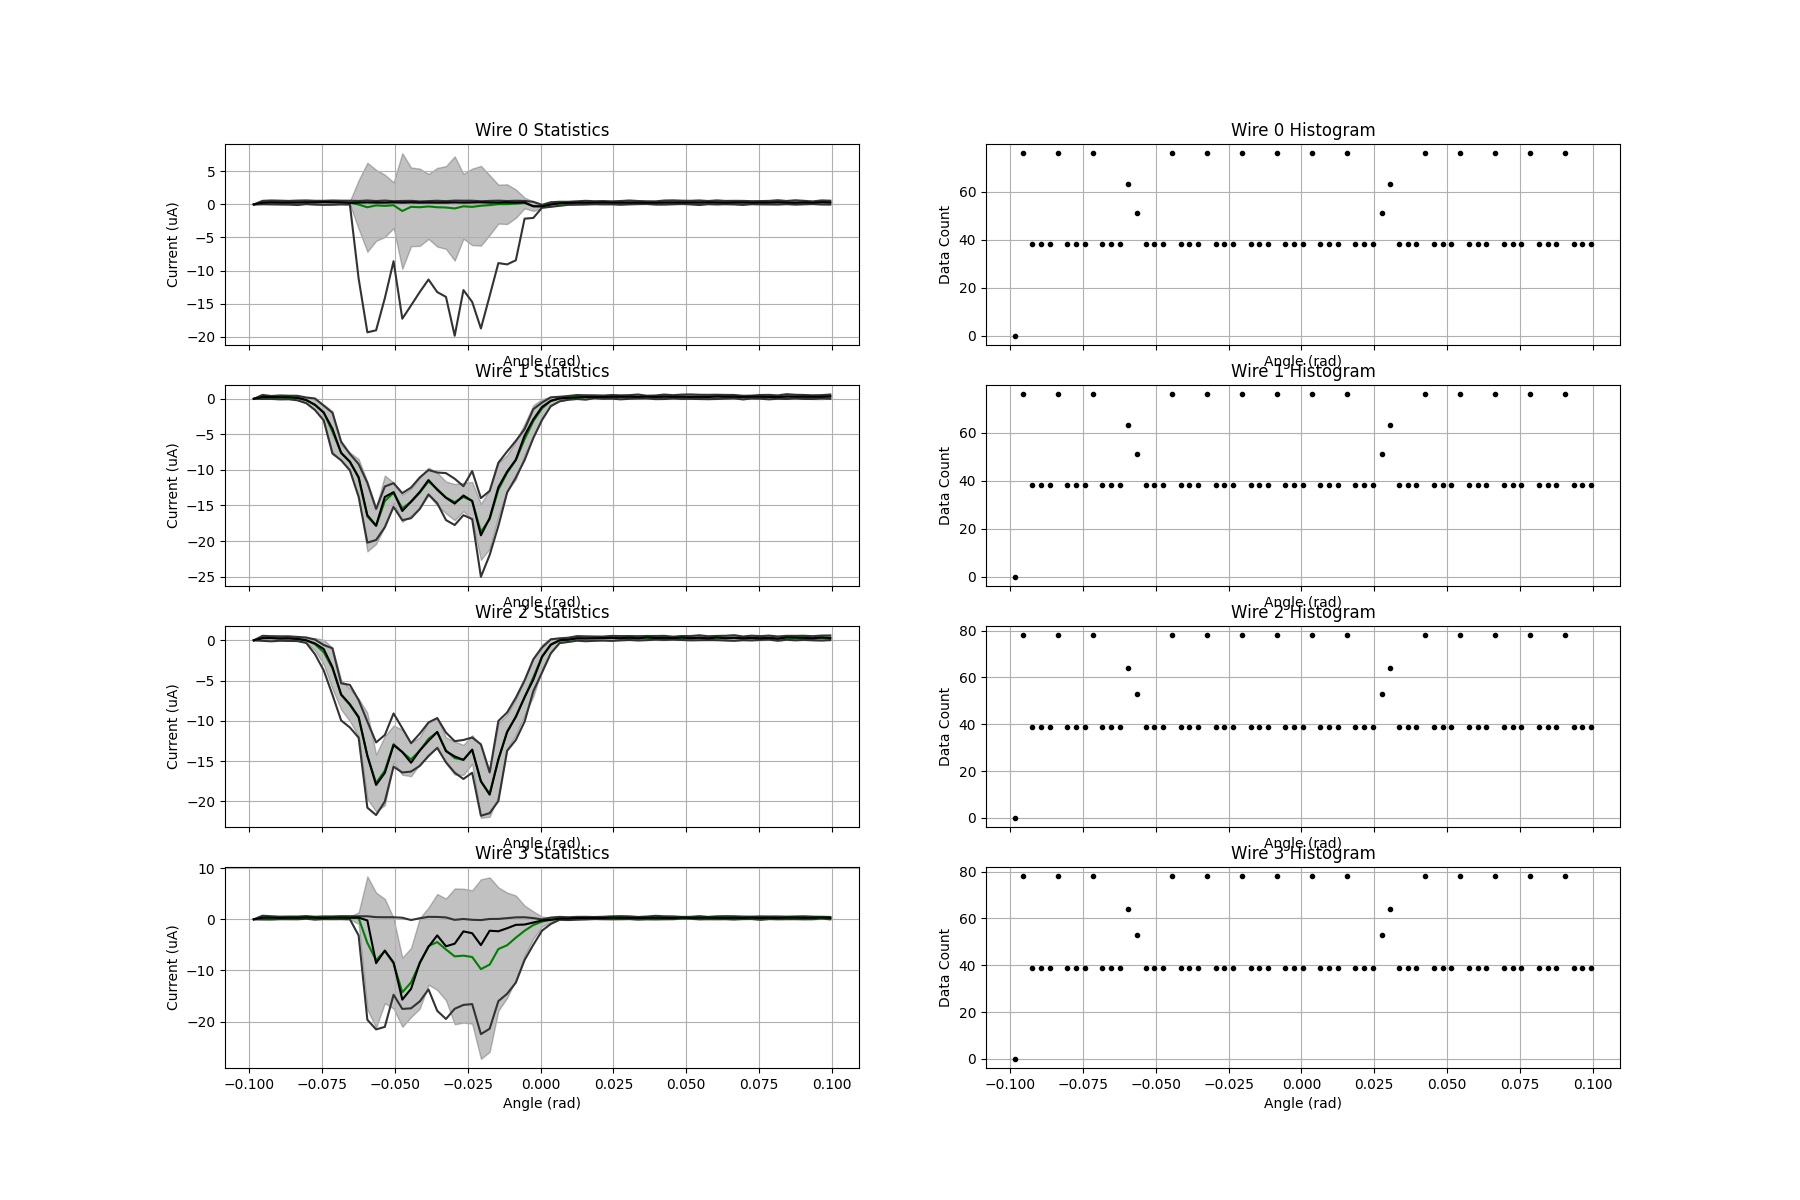 Wire 0 Statistics
Current (uA)
5
0
−5
−10
−15
−20
Angle (rad)
Wire 0 Histogram
Data Count
60
40
20
0
Angle (rad)
Wire 1 Statistics
Current (uA)
0
−5
−10
−15
−20
−25
Angle (rad)
Wire 1 Histogram
Data Count
60
40
20
0
Angle (rad)
Wire 2 Statistics
Current (uA)
0
−5
−10
−15
−20
Angle (rad)
Wire 2 Histogram
Data Count
80
60
40
20
0
Angle (rad)
Wire 3 Statistics
Current (uA)
10
0
−10
−20
−0.100 −0.075 −0.050 −0.025 0.000 0.025 0.050 0.075 0.100
Angle (rad)
Wire 3 Histogram
Data Count
80
60
40
20
0
−0.100 −0.075 −0.050 −0.025 0.000 0.025 0.050 0.075 0.100
Angle (rad)